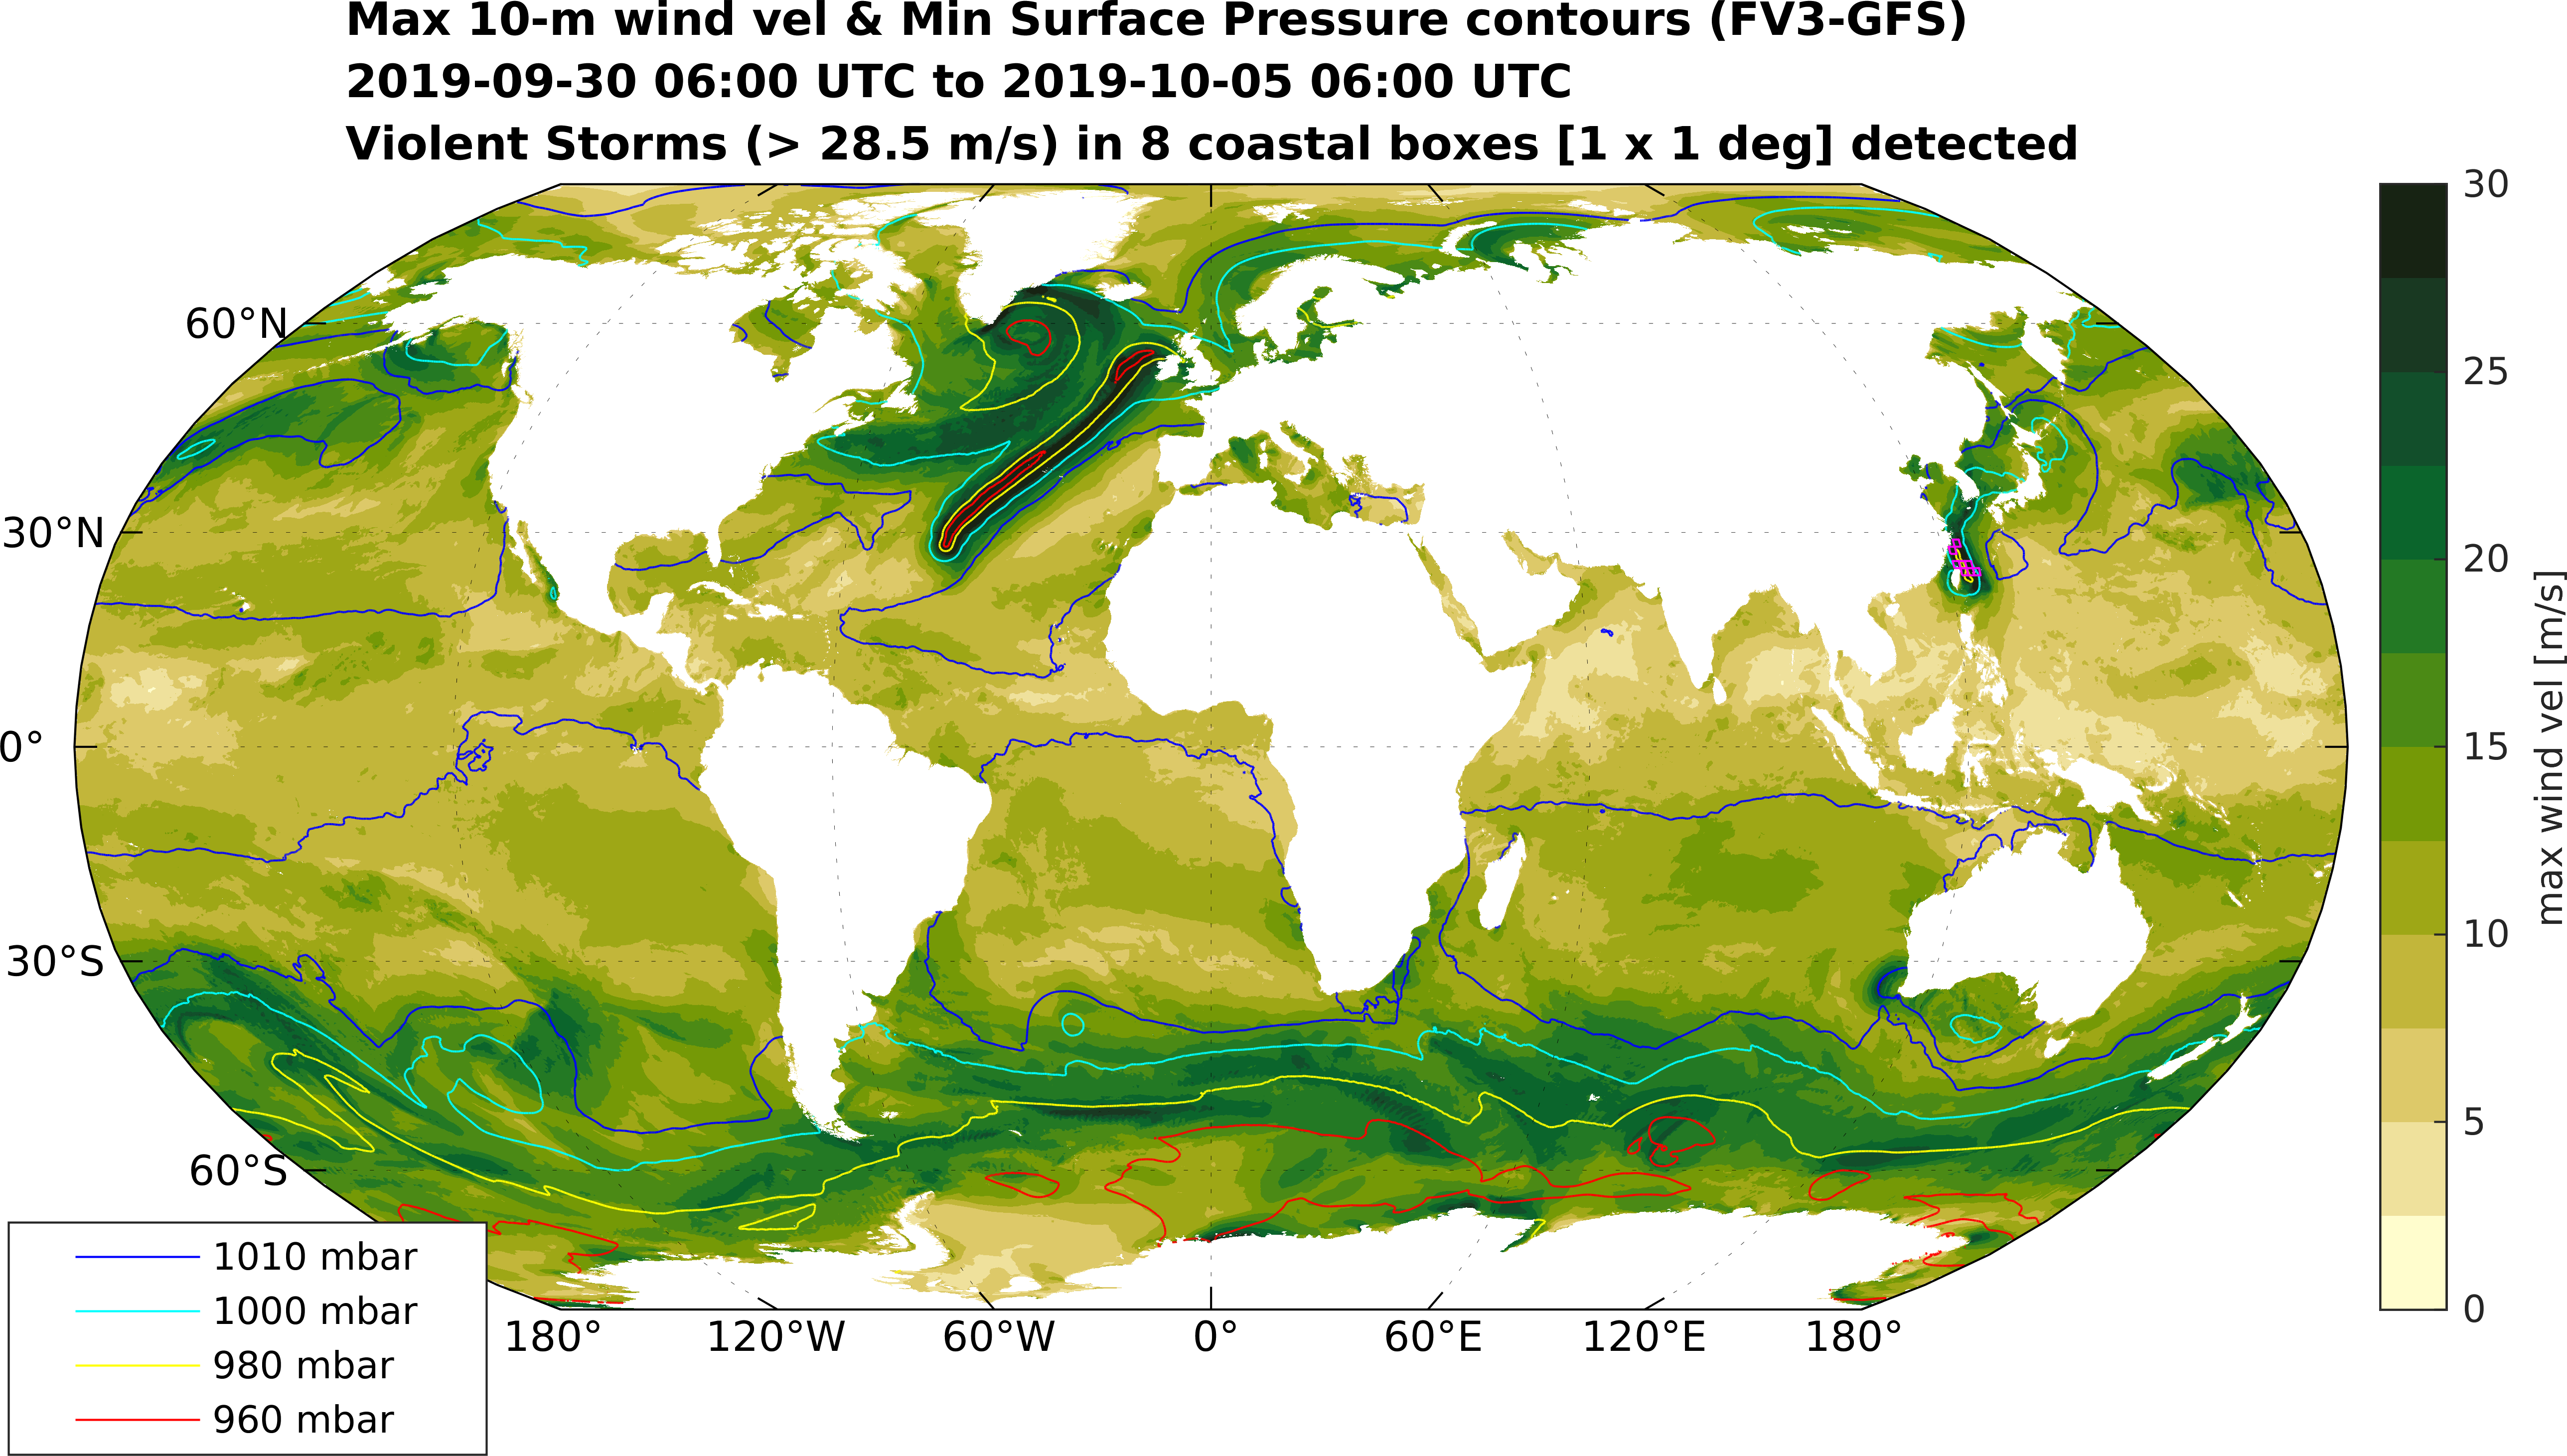 Max 10-m wind vel & Min Surface Pressure contours (FV3-GFS)
2019-09-30 06:00 UTC to 2019-10-05 06:00 UTC
Violent Storms (> 28.5 m/s) in 8 coastal boxes [1 x 1 deg] detected
60°N
30°N
0°
30°S
60°S
180°
120°W
60°W
0°
60°E
120°E
180°
30
25
20
15
10
5
0
max wind vel [m/s]
1010 mbar
1000 mbar
980 mbar
960 mbar